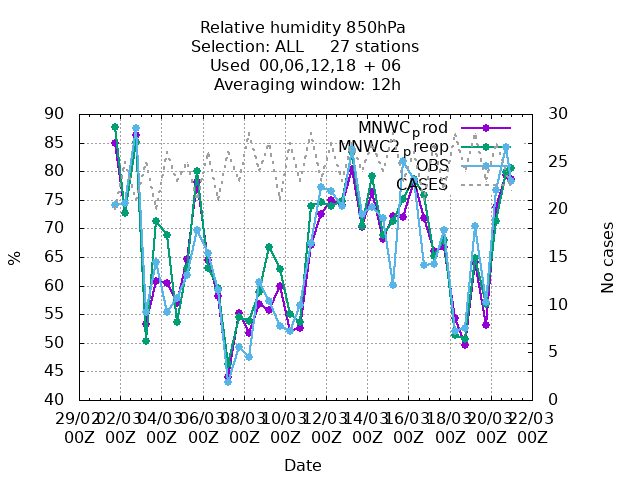 Relative humidity 850hPa
Selection: ALL 27 stations
Used 00,06,12,18 + 06
Averaging window: 12h
90 30
MNWCprod
85
MNWC2preop
80 25
OBS
75
CASES
70 20
65 15
60
55 10
50
45 5
40 0
% No cases
29/02 02/03 04/03 06/03 08/03 10/03 12/03 14/03 16/03 18/03 20/03 22/03
00Z 00Z 00Z 00Z 00Z 00Z 00Z 00Z 00Z 00Z 00Z 00Z
Date